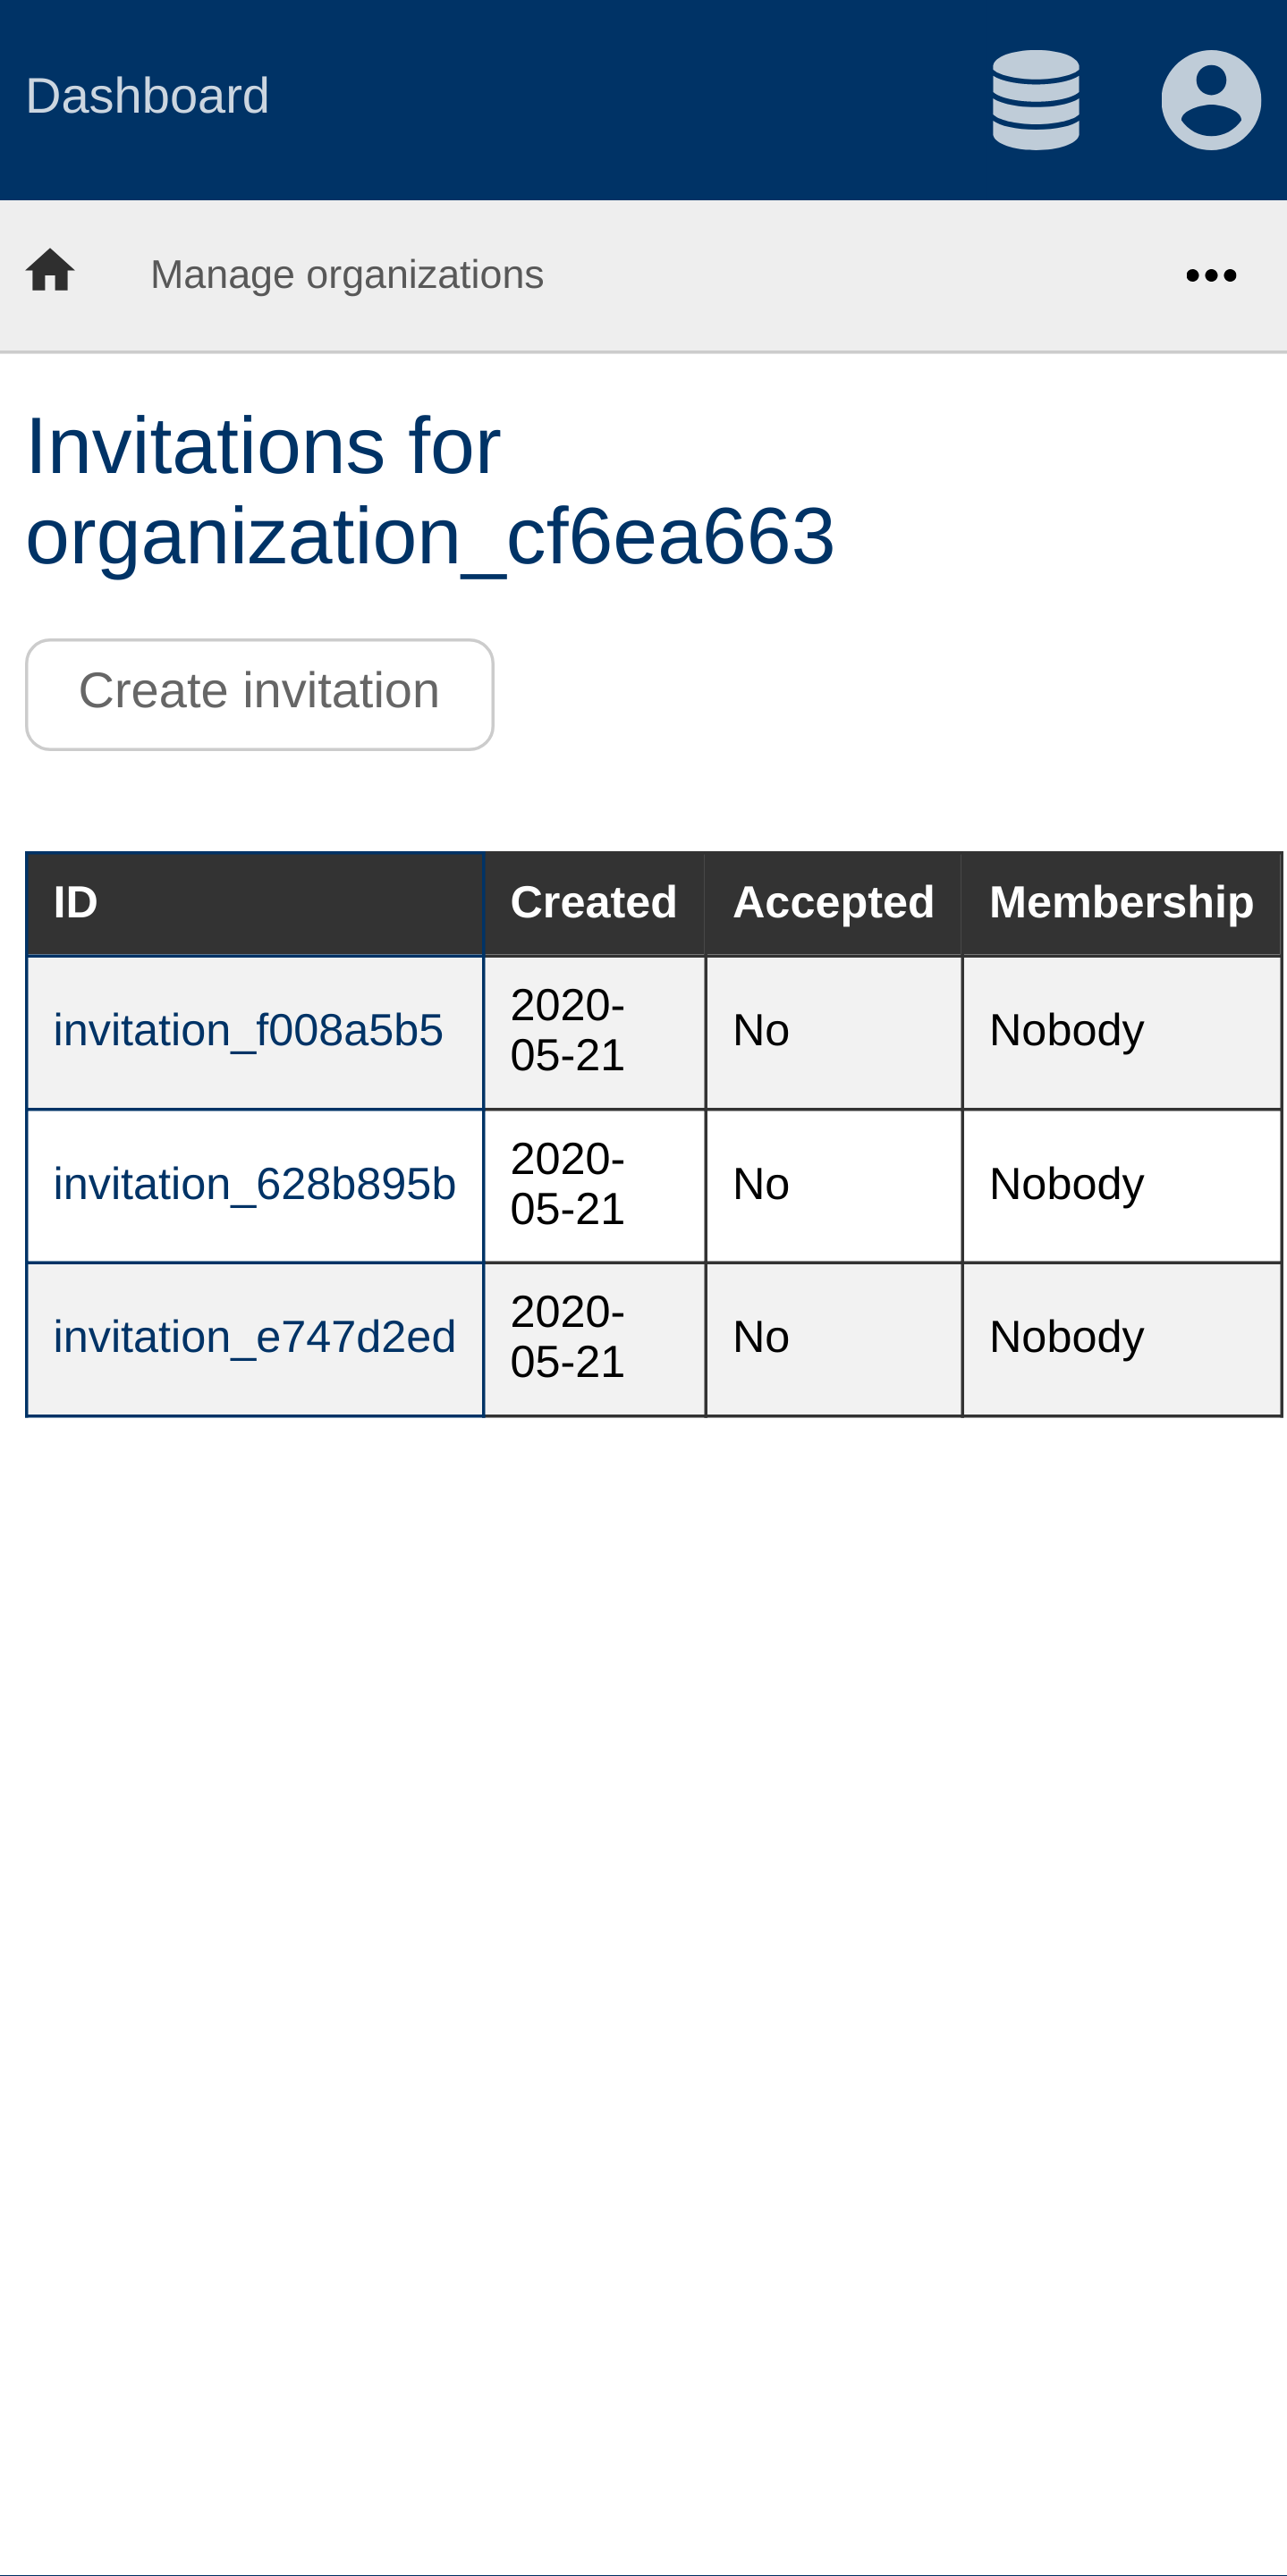 Dashboard
Manage organizations
Invitations for
organization_cf6ea663
Create invitation
ID Created Accepted Membership
invitation_f008a5b5 2020-05-21 No Nobody
invitation_628b895b 2020-05-21 No Nobody
invitation_e747d2ed 2020-05-21 No Nobody